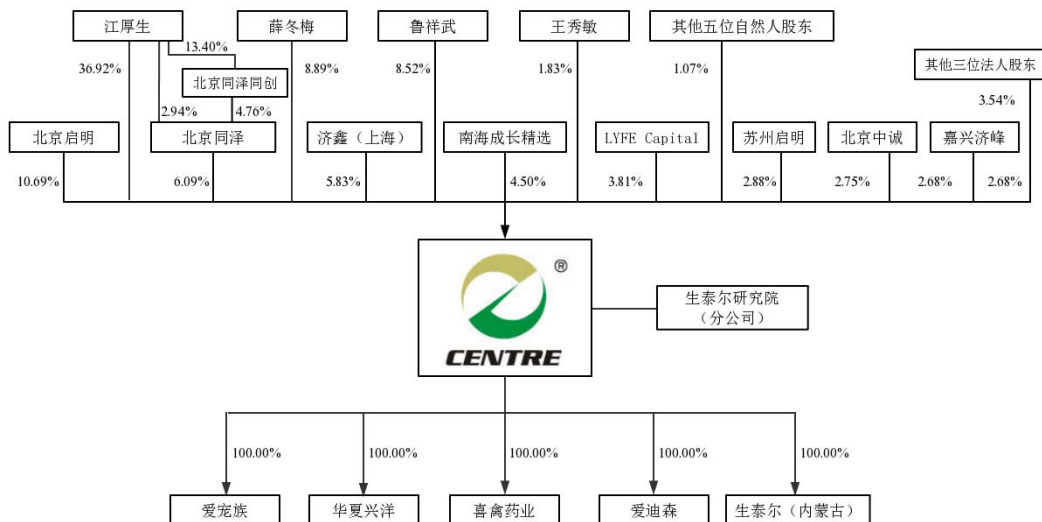 江厚生
薛冬梅
鲁祥武
王秀敏
其他五位自然人股东
13.40%
36.92%
8.89%
8.52%
1.83%
1.07%
其他三位法人股东
北京同泽同创
3.54%
2.94%
4.76%
北京启明
北京同泽
济鑫（上海）
南海成长精选
LYFE Capital
苏州启明
北京中诚
嘉兴济峰
10.69%
6.09%
5.83%
4.50%
3.81%
2.88%
2.75%
2.68%
2.68%
®
CENTRE
生泰尔研究院
（分公司）
100.00%
100.00%
100.00%
100.00%
100.00%
爱宠族
华夏兴洋
喜禽药业
爱迪森
生泰尔（内蒙古）